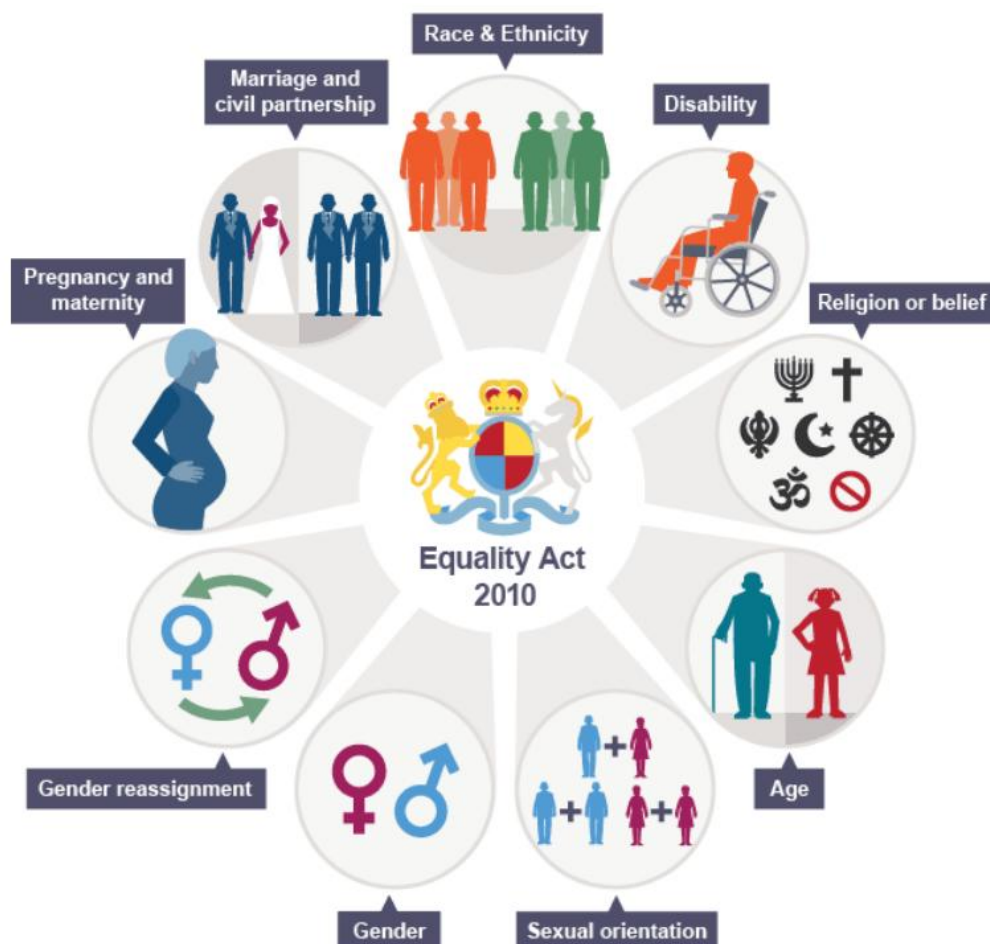 Race & Ethnicity
Marriage and
civil partnership
Disability
Pregnancy and
maternity
Religion or belief
Equality Act
2010
Gender reassignment
Age
Gender
Sexual orientation